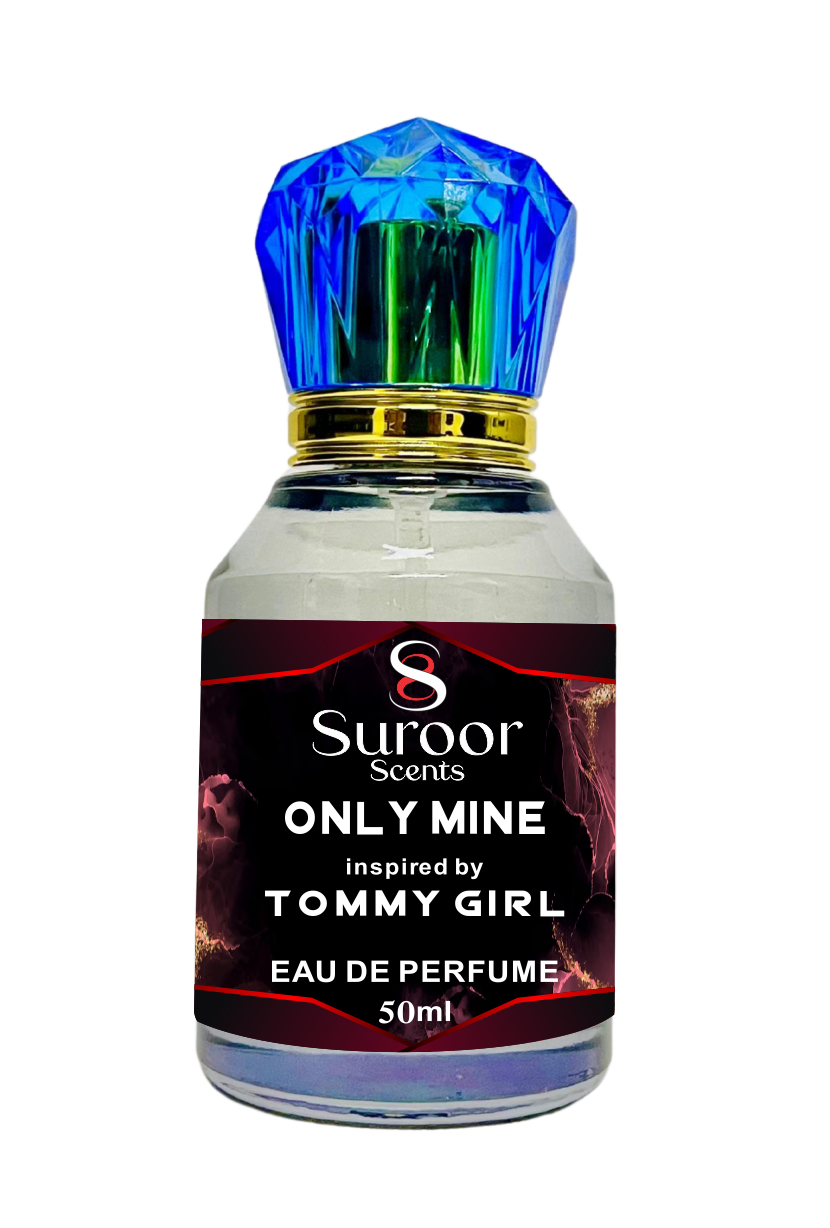 Suroor
Scents
ONLY MINE
inspired by
TOMMY GIRL
EAU DE PERFUME
50ml